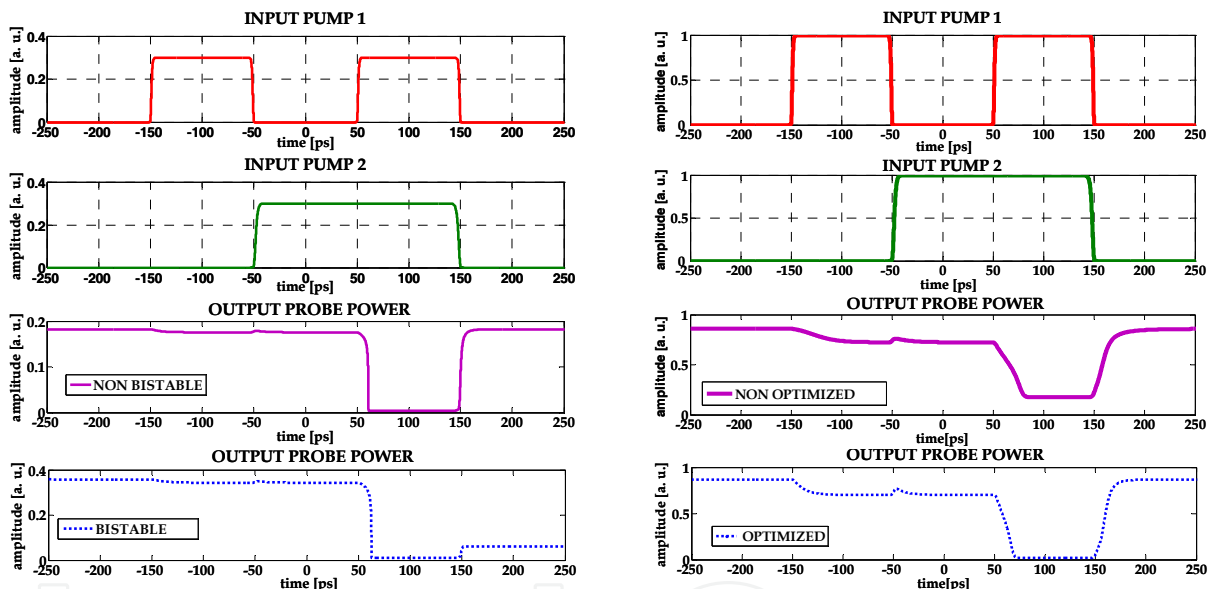 INPUT PUMP 1
amplitude [a. u.]
0.4
0.2
0
-250 -200 -150 -100 -50 0 50 100 150 200 250
time [ps]
INPUT PUMP 2
amplitude [a. u.]
0.4
0.2
0
-250 -200 -150 -100 -50 0 50 100 150 200 250
time [ps]
OUTPUT PROBE POWER
amplitude [a. u.]
0.2
0.1
0
NON BISTABLE
-250 -200 -150 -100 -50 0 50 100 150 200 250
time [ps]
OUTPUT PROBE POWER
amplitude [a. u.]
0.4
0.2
0
BISTABLE
-250 -200 -150 -100 -50 0 50 100 150 200 250
time [ps]
INPUT PUMP 1
amplitude [a. u.]
1
0.5
0
-250 -200 -150 -100 -50 0 50 100 150 200 250
time [ps]
INPUT PUMP 2
amplitude [a. u.]
1
0.5
0
-250 -200 -150 -100 -50 0 50 100 150 200 250
time [ps]
OUTPUT PROBE POWER
amplitude [a. u.]
1
0.5
0
NON OPTIMIZED
-250 -200 -150 -100 -50 0 50 100 150 200 250
time[ps]
OUTPUT PROBE POWER
amplitude [a. u.]
1
0.5
0
OPTIMIZED
-250 -200 -150 -100 -50 0 50 100 150 200 250
time[ps]